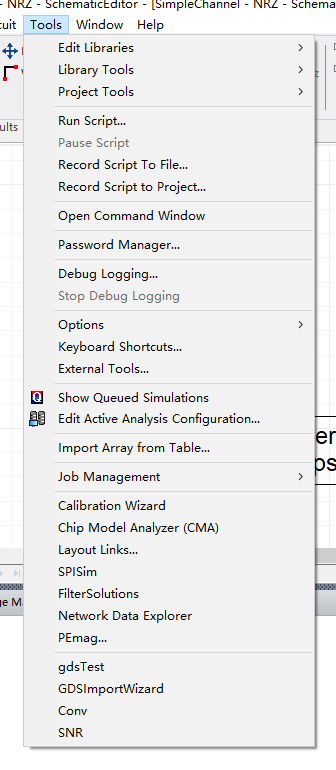 - NRZ - SchematicEditor - [SimpleChannel - NRZ - Schema
cuit Tools Window Help
Edit Libraries
Library Tools
Project Tools
Run Script...
Pause Script
Record Script To File...
Record Script to Project...
Open Command Window
Password Manager...
Debug Logging...
Stop Debug Logging
Options
Keyboard Shortcuts...
External Tools...
Show Queued Simulations
Edit Active Analysis Configuration...
Import Array from Table...
Job Management
Calibration Wizard
Chip Model Analyzer (CMA)
Layout Links...
SPISim
FilterSolutions
Network Data Explorer
PEmag...
gdsTest
GDSImportWizard
Conv
SNR
ults
er
ps
ge Ma